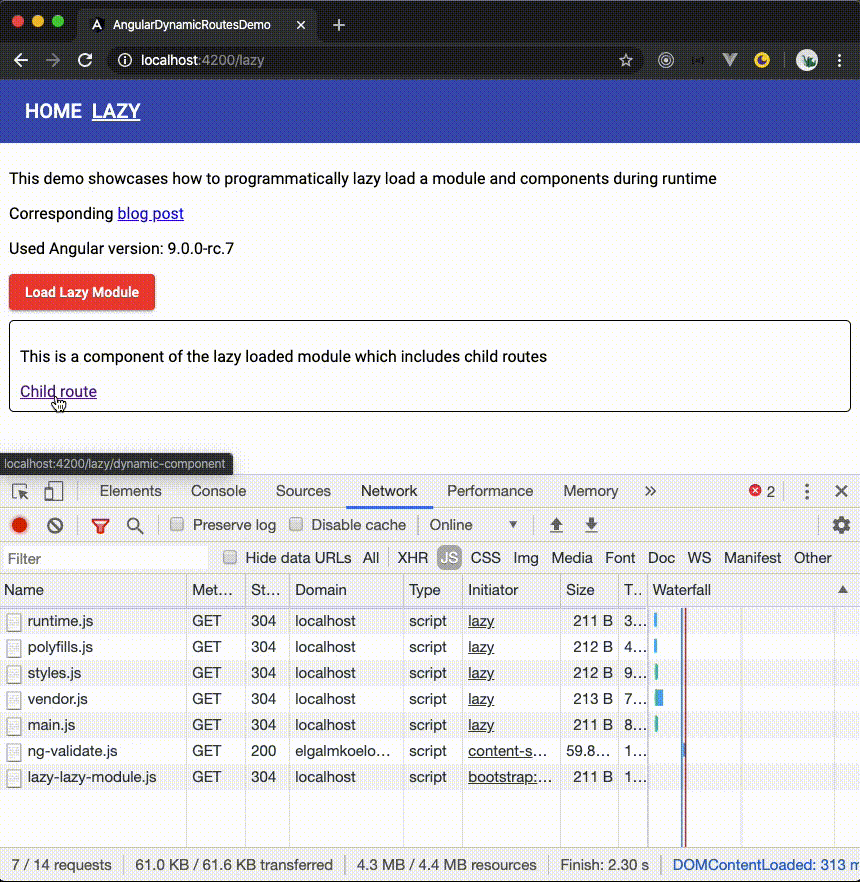 AngularDynamicRoutesDemo
localhost:4200/lazy
HOME LAZY
This demo showcases how to programmatically lazy load a module and components during runtime
Corresponding blog post
Used Angular version: 9.0.0-rc.7
Load Lazy Module
This is a component of the lazy loaded module which includes child routes
Child route
localhost:4200/lazy/dynamic-component
Elements Console Sources Network Performance Memory 2
Preserve log Disable cache Online
Filter Hide data URLs All XHR JS CSS Img Media Font Doc WS Manifest Other
Name Met... St... Domain Type Initiator Size T.. Waterfall
runtime.js GET 304 localhost script lazy 211 B 3...
polyfills.js GET 304 localhost script lazy 212 B 4...
styles.js GET 304 localhost script lazy 212 B 9...
vendor.js GET 304 localhost script lazy 213 B 7...
main.js GET 304 localhost script lazy 211 B 8...
ng-validate.js GET 200 elgalmkoelo... script content-s... 59.8... 1...
lazy-lazy-module.js GET 304 localhost script bootstrap:... 211 B 1...
7 / 14 requests 61.0 KB / 61.6 KB transferred 4.3 MB / 4.4 MB resources Finish: 2.30 s DOMContentLoaded: 313 m